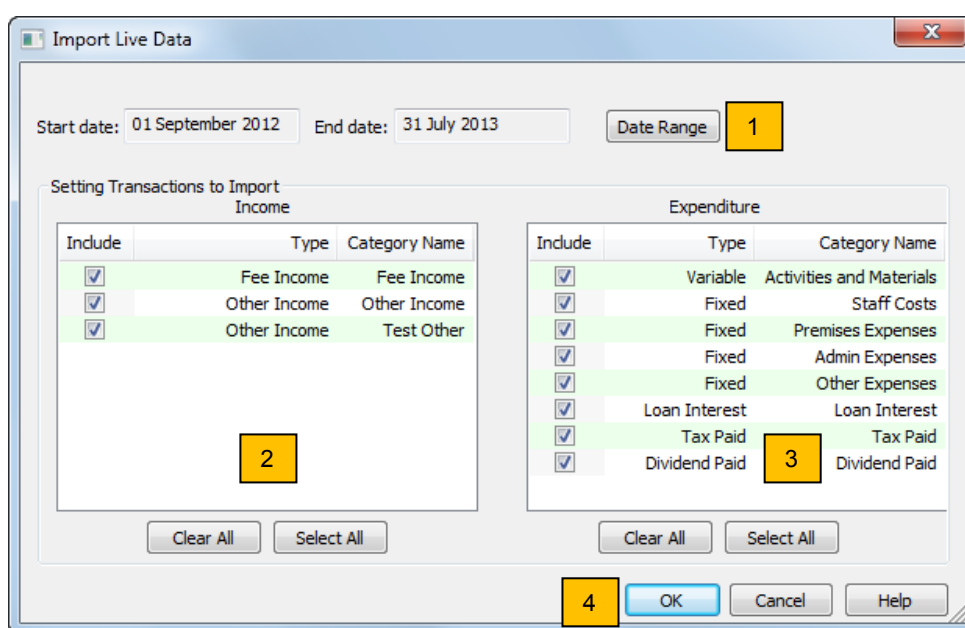 Import Live Data
x
Start date: 01 September 2012 End date: 31 July 2013 Date Range 1
Setting Transactions to Import
Income
Include Type Category Name
Fee Income Fee Income
Other Income Other Income
Other Income Test Other
2
Clear All Select All
Expenditure
Include Type Category Name
Variable Activities and Materials
Fixed Staff Costs
Fixed Premises Expenses
Fixed Admin Expenses
Fixed Other Expenses
Loan Interest Loan Interest
Tax Paid Tax Paid
Dividend Paid Dividend Paid
3
Clear All Select All
4 OK Cancel Help